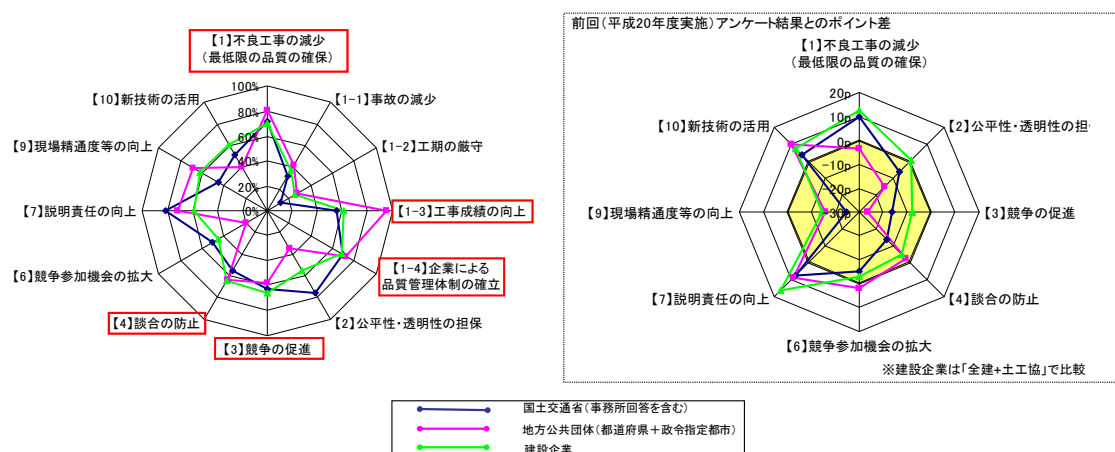 【1】不良工事の減少
（最低限の品質の確保）
100%
80%
60%
40%
20%
0%
【1-1】事故の減少
【1-2】工期の厳守
【1-3】工事成績の向上
【1-4】企業による
品質管理体制の確立
【2】公平性・透明性の担保
【3】競争の促進
【4】談合の防止
【6】競争参加機会の拡大
【7】説明責任の向上
【9】現場精通度等の向上
【10】新技術の活用
前回（平成20年度実施）アンケート結果とのポイント差
【1】不良工事の減少
（最低限の品質の確保）
20p
10p
0p
-10p
-20p
-30p
【2】公平性・透明性の担
【3】競争の促進
【4】談合の防止
【6】競争参加機会の拡大
【7】説明責任の向上
【9】現場精通度等の向上
【10】新技術の活用
※建設企業は「全建+土工協」で比較
国土交通省（事務所回答を含む）
地方公共団体（都道府県＋政令指定都市）
建設企業